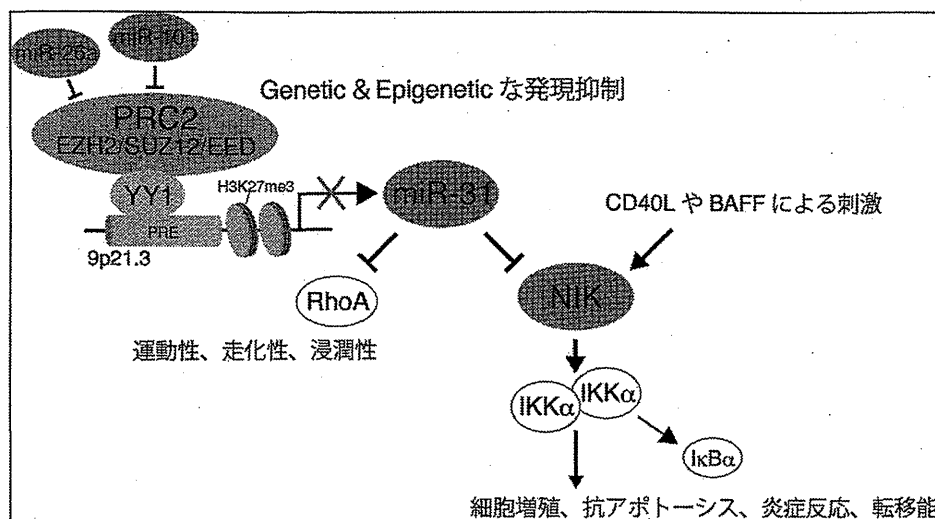 miR-26a
miR-101
Genetic & Epigenetic な発現抑制
PRC2
EZH2/SUZ12/EED
YY1
H3K27me3
miR-31
PRE
9p21.3
CD40L や BAFF による刺激
RhoA
NIK
運動性、走化性、浸潤性
IKKα
IKKα
IκBα
細胞増殖、抗アポトーシス、炎症反応、転移能